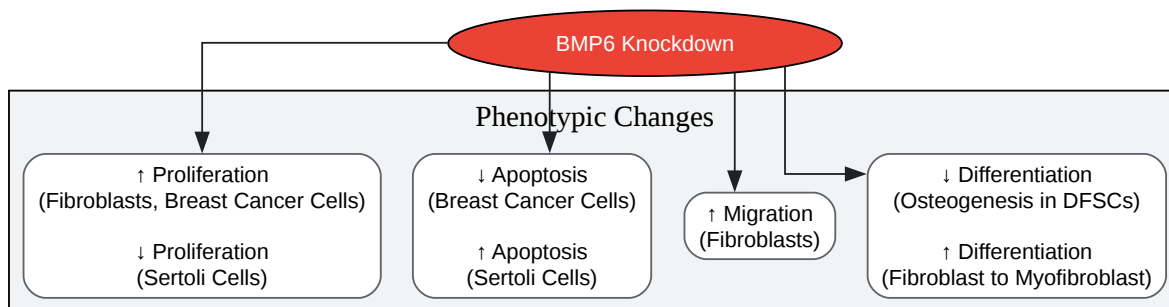 BMP6 Knockdown
Phenotypic Changes
↑ Proliferation
(Fibroblasts, Breast Cancer Cells)
↓ Proliferation
(Sertoli Cells)
↓ Apoptosis
(Breast Cancer Cells)
↑ Apoptosis
(Sertoli Cells)
↑ Migration
(Fibroblasts)
↓ Differentiation
(Osteogenesis in DFSCs)
↑ Differentiation
(Fibroblast to Myofibroblast)